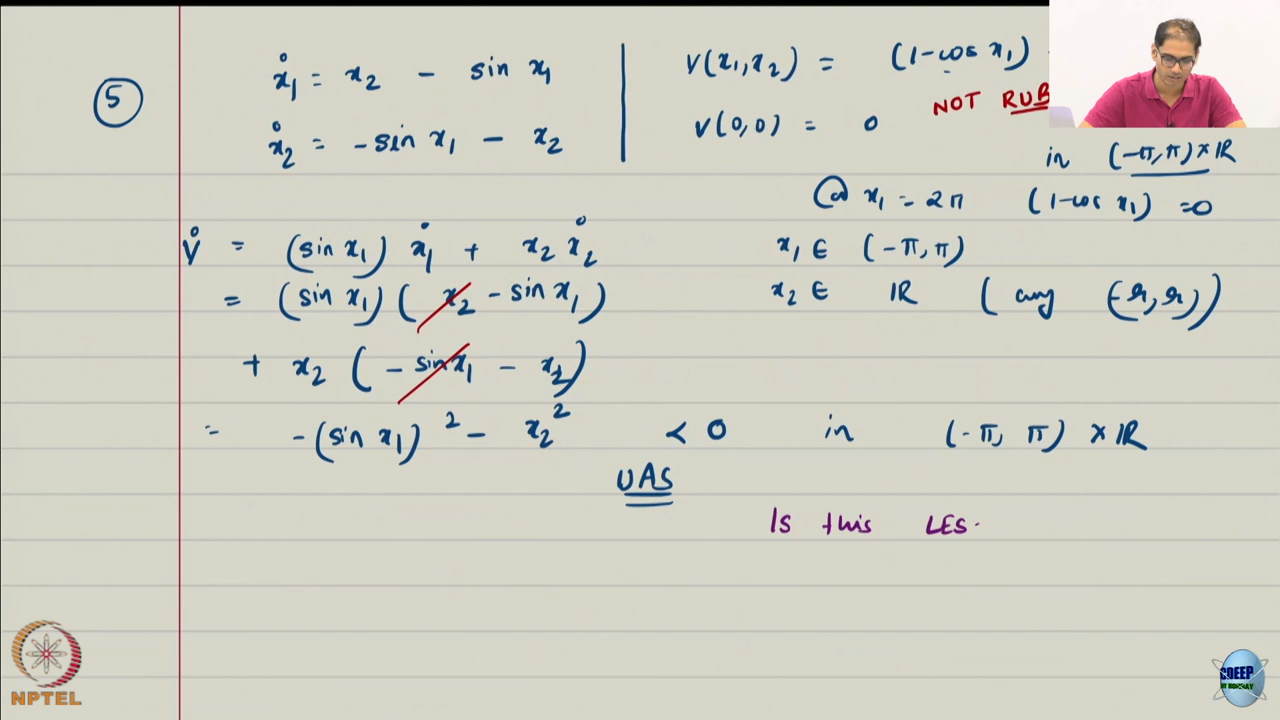 5
ẋ₁ = x₂ - sin x₁
ẋ₂ = -sin x₁ - x₂
V(x₁,x₂) = (1-cos x₁)
NOT RUB
V(0,0) = 0
in (-π,π)×ℝ
@ x₁ = 2π (1-cos x₁) =0
V̇ = (sin x₁) ẋ₁ + x₂ ẋ₂
x₁ ∈ (-π,π)
= (sin x₁)(x₂ - sin x₁)
x₂ ∈ ℝ (any (-r,r))
+ x₂ (- sin x₁ - x₂)
= -(sin x₁)² - x₂² < 0 in (-π, π) × ℝ
UAS
Is this LES.
NPTEL
CDEEP